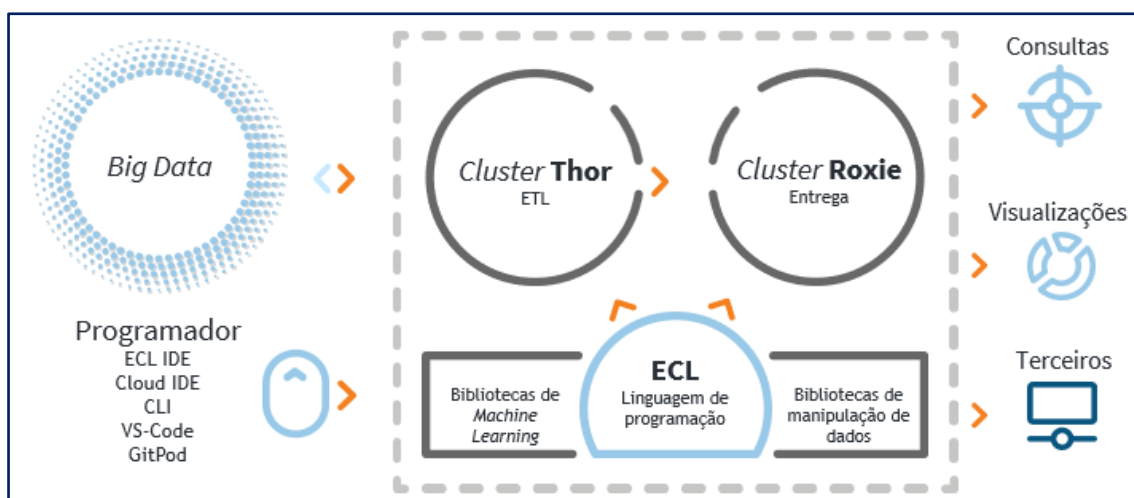 Big Data
Programador
ECL IDE
Cloud IDE
CLI
VS-Code
GitPod
Cluster Thor
ETL
Cluster Roxie
Entrega
Bibliotecas de
Machine
Learning
ECL
Linguagem de
programação
Bibliotecas de
manipulação de
dados
Consultas
Visualizações
Terceiros